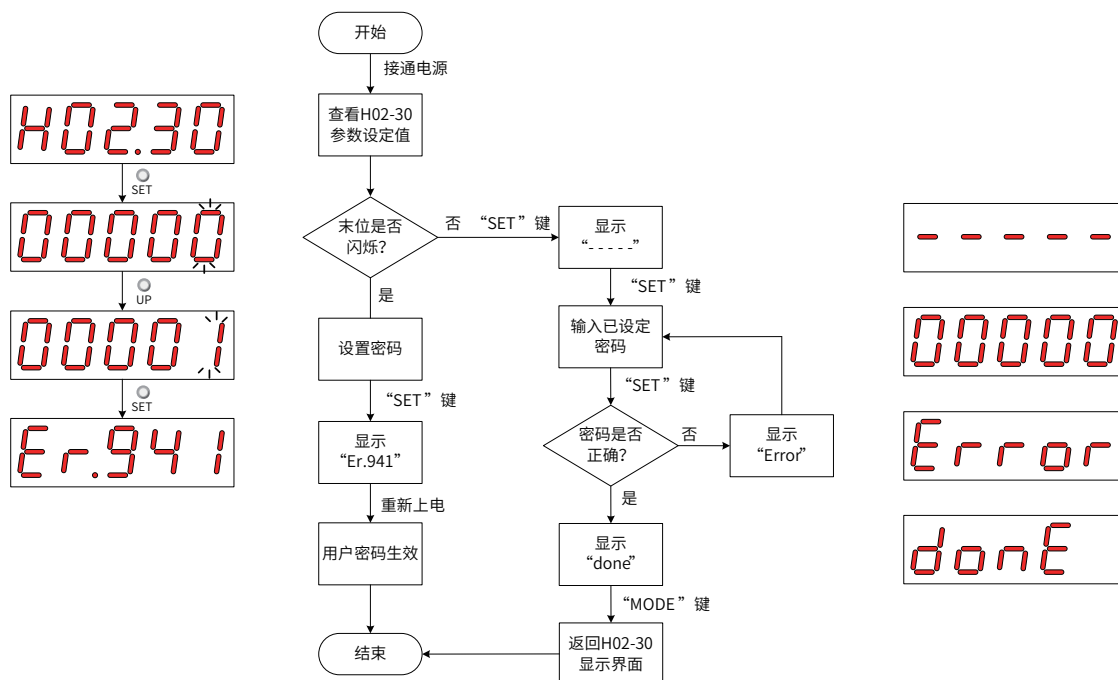 H02.30
SET
00000
UP
00001
SET
Er.941
开始
接通电源
查看H02-30
参数设定值
末位是否
闪烁?
否
“SET”键
是
设置密码
“SET”键
显示
“Er.941”
重新上电
用户密码生效
结束
显示
“-----”
“SET”键
输入已设定
密码
“SET”键
密码是否
正确?
否
显示
“Error”
是
显示
“done”
“MODE”键
返回H02-30
显示界面
-----
00000
Error
donE